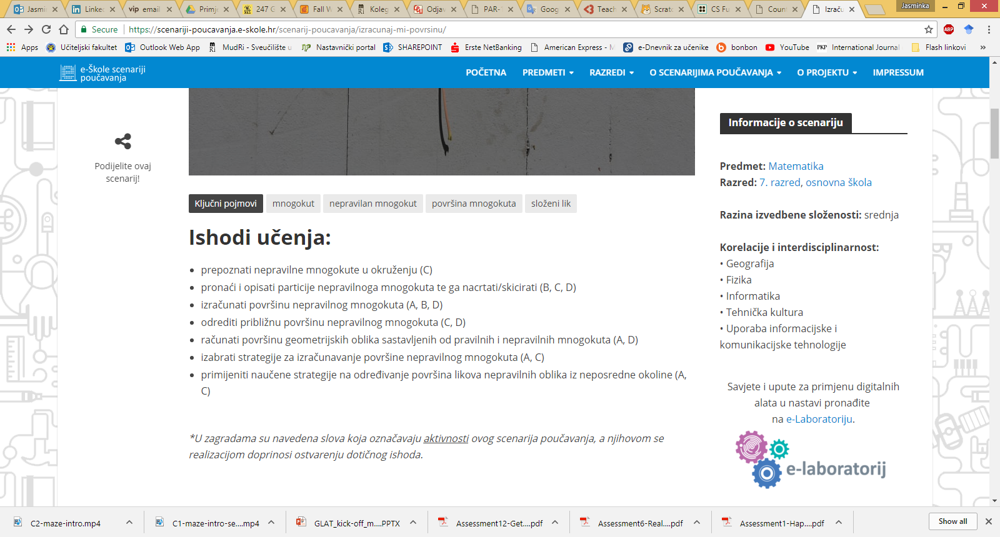 Jasmin
Linked
vip email
Primje
247 G
Fall W
Koleg
Odjav
PAR-
Goog
Teach
Scratc
CS Fu
Coun
Izraču
Jasminka
Secure
https://scenariji-poucavanja.e-skole.hr/scenarij-poucavanja/izracunaj-mi-povrsinu/
ABP
Apps Učiteljski fakultet Outlook Web App MudRi - Sveučilište u Nastavnički portal SHAREPOINT Erste NetBanking American Express - M e-Dnevnik za učenike bonbon YouTube PKP International Journal Flash linkovi »
e-Škole scenariji
poučavanja
POČETNA PREDMETI RAZREDI O SCENARIJIMA POUČAVANJA O PROJEKTU IMPRESSUM
Podijelite ovaj
scenarij!
Ključni pojmovi mnogokut nepravilan mnogokut površina mnogokuta složeni lik
Ishodi učenja:
• prepoznati nepravilne mnogokute u okruženju (C)
• pronaći i opisati particije nepravilnoga mnogokuta te ga nacrtati/skicirati (B, C, D)
• izračunati površinu nepravilnog mnogokuta (A, B, D)
• odrediti približnu površinu nepravilnog mnogokuta (C, D)
• računati površinu geometrijskih oblika sastavljenih od pravilnih i nepravilnih mnogokuta (A, D)
• izabrati strategije za izračunavanje površine nepravilnog mnogokuta (A, C)
• primijeniti naučene strategije na određivanje površina likova nepravilnih oblika iz neposredne okoline (A,
C)
*U zagradama su navedena slova koja označavaju aktivnosti ovog scenarija poučavanja, a njihovom se
realizacijom doprinosi ostvarenju dotičnog ishoda.
Informacije o scenariju
Predmet: Matematika
Razred: 7. razred, osnovna škola
Razina izvedbene složenosti: srednja
Korelacije i interdisciplinarnost:
• Geografija
• Fizika
• Informatika
• Tehnička kultura
• Uporaba informacijske i
komunikacijske tehnologije
Savjete i upute za primjenu digitalnih
alata u nastavi pronađite
na e-Laboratoriju.
e-laboratorij
C2-maze-intro.mp4
C1-maze-intro-se....mp4
GLAT_kick-off_m....PPTX
Assessment12-Get....pdf
Assessment6-Real....pdf
Assessment1-Hap....pdf
Show all